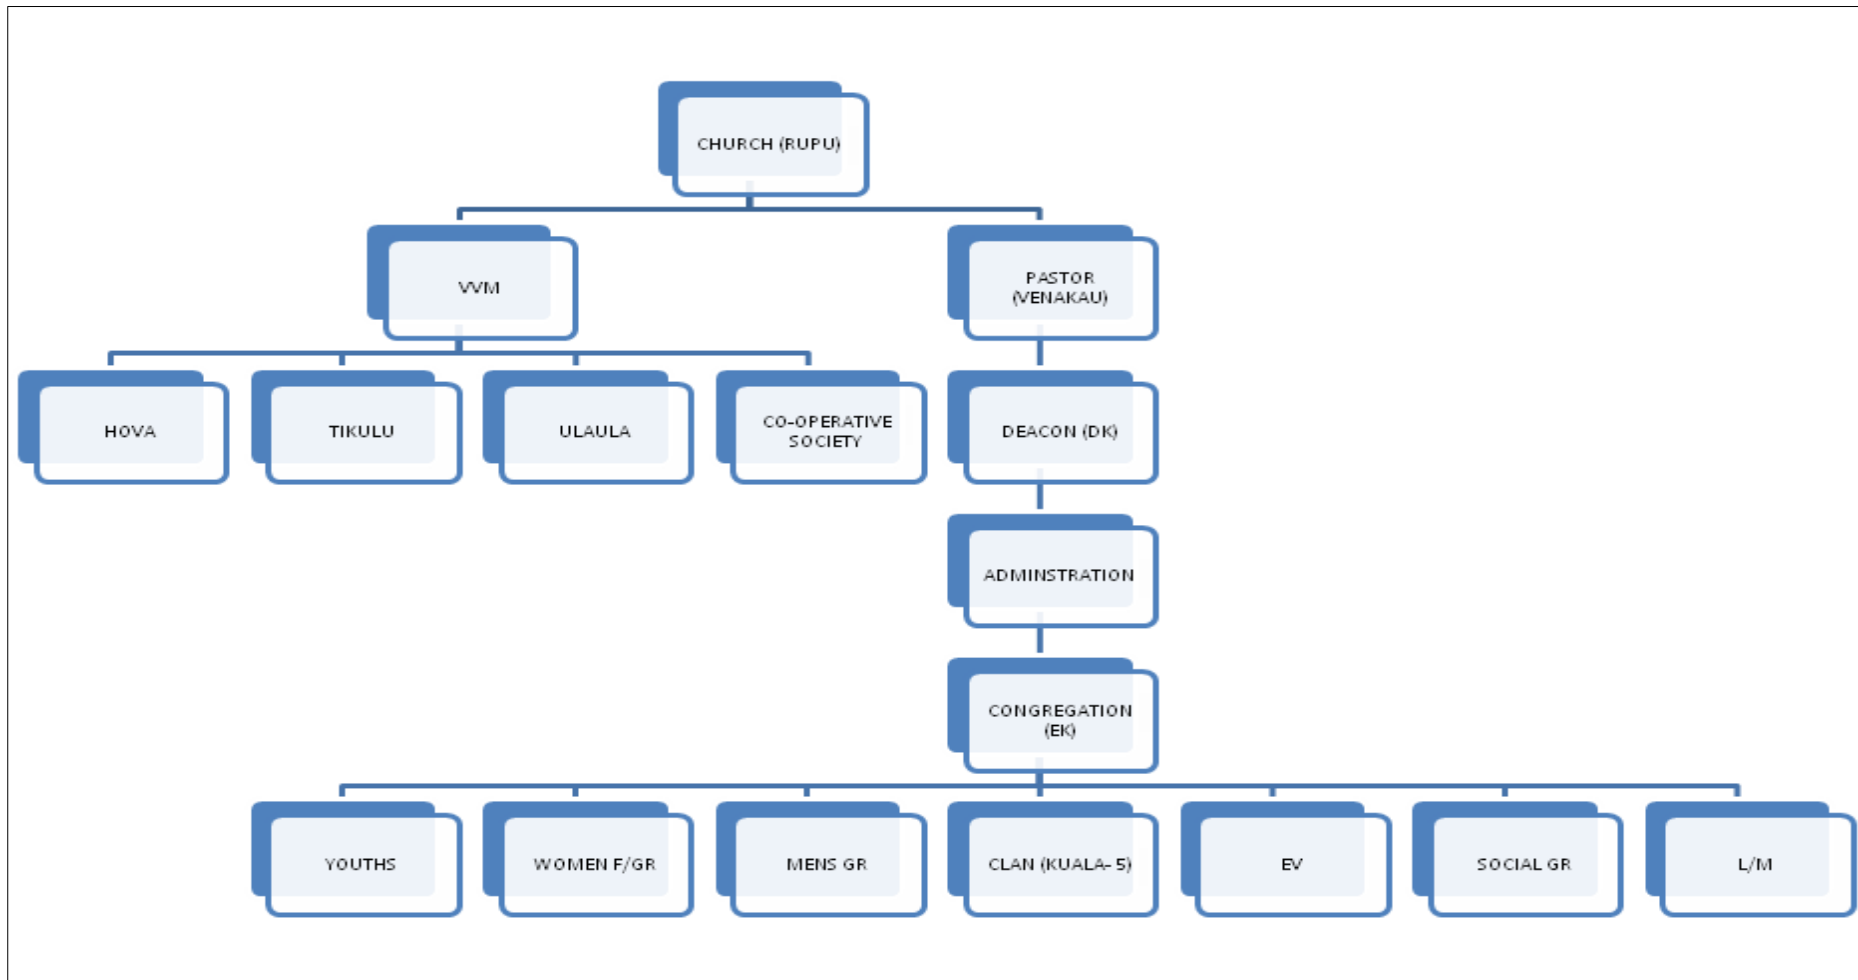 CHURCH (RUPU)
VVM
PASTOR
(VENAKAU)
HOVA
TIKULU
ULAULA
CO-OPERATIVE
SOCIETY
DEACON (DK)
ADMINSTRATION
CONGREGATION
(EK)
YOUTHS
WOMEN F/GR
MENS GR
CLAN (KUALA- 5)
EV
SOCIAL GR
L/M